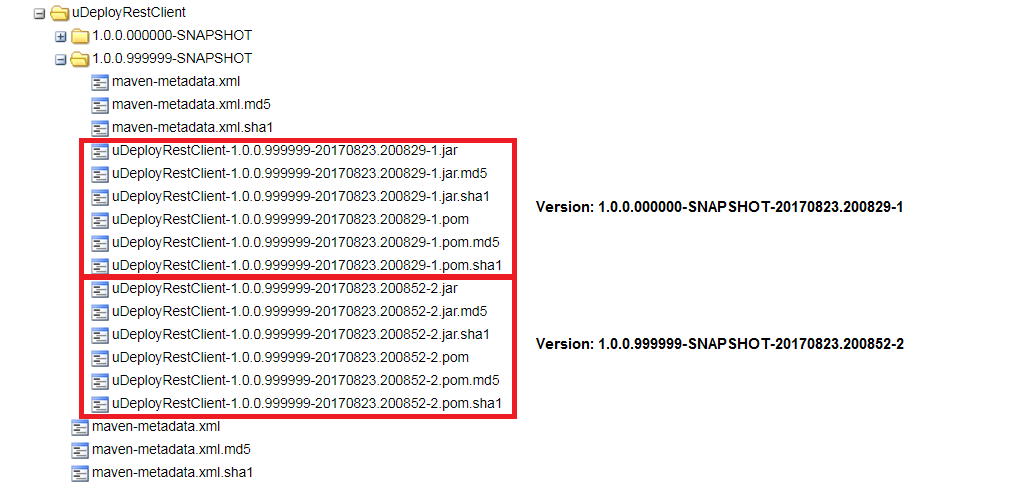 uDeployRestClient
1.0.0.000000-SNAPSHOT
1.0.0.999999-SNAPSHOT
maven-metadata.xml
maven-metadata.xml.md5
maven-metadata.xml.sha1
uDeployRestClient-1.0.0.999999-20170823.200829-1.jar
uDeployRestClient-1.0.0.999999-20170823.200829-1.jar.md5
uDeployRestClient-1.0.0.999999-20170823.200829-1.jar.sha1
Version: 1.0.0.000000-SNAPSHOT-20170823.200829-1
uDeployRestClient-1.0.0.999999-20170823.200829-1.pom
uDeployRestClient-1.0.0.999999-20170823.200829-1.pom.md5
uDeployRestClient-1.0.0.999999-20170823.200829-1.pom.sha1
uDeployRestClient-1.0.0.999999-20170823.200852-2.jar
uDeployRestClient-1.0.0.999999-20170823.200852-2.jar.md5
uDeployRestClient-1.0.0.999999-20170823.200852-2.jar.sha1
Version: 1.0.0.999999-SNAPSHOT-20170823.200852-2
uDeployRestClient-1.0.0.999999-20170823.200852-2.pom
uDeployRestClient-1.0.0.999999-20170823.200852-2.pom.md5
uDeployRestClient-1.0.0.999999-20170823.200852-2.pom.sha1
maven-metadata.xml
maven-metadata.xml.md5
maven-metadata.xml.sha1